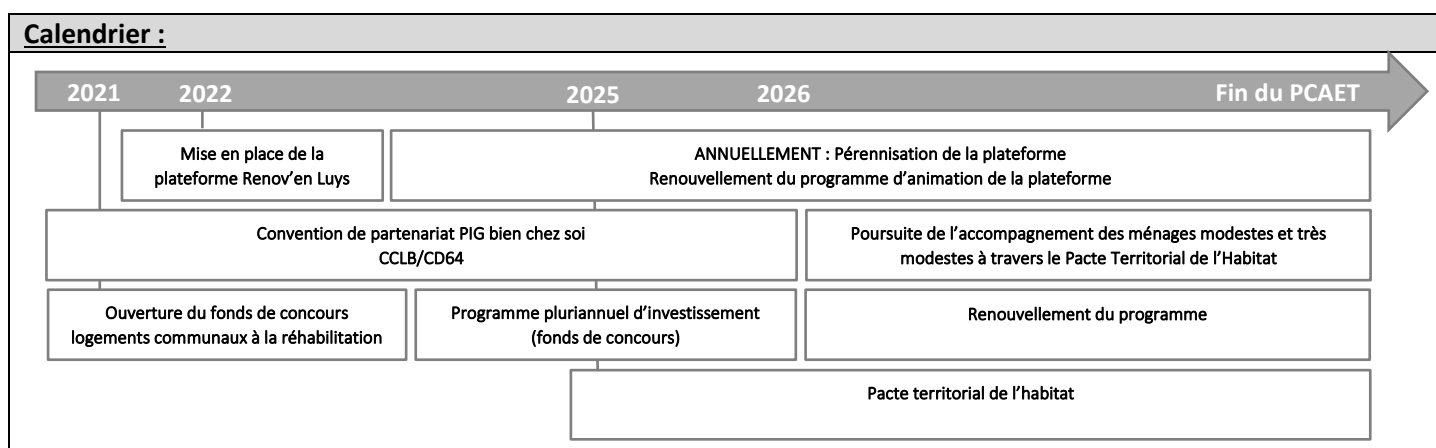 Calendrier :
2021 2022 2025 2026 Fin du PCAET
Mise en place de la
plateforme Renov’en Luys
ANNUELLEMENT : Pérennisation de la plateforme
Renouvellement du programme d’animation de la plateforme
Convention de partenariat PIG bien chez soi
CCLB/CD64
Poursuite de l’accompagnement des ménages modestes et très
modestes à travers le Pacte Territorial de l’Habitat
Ouverture du fonds de concours
logements communaux à la réhabilitation
Programme pluriannuel d’investissement
(fonds de concours)
Renouvellement du programme
Pacte territorial de l’habitat